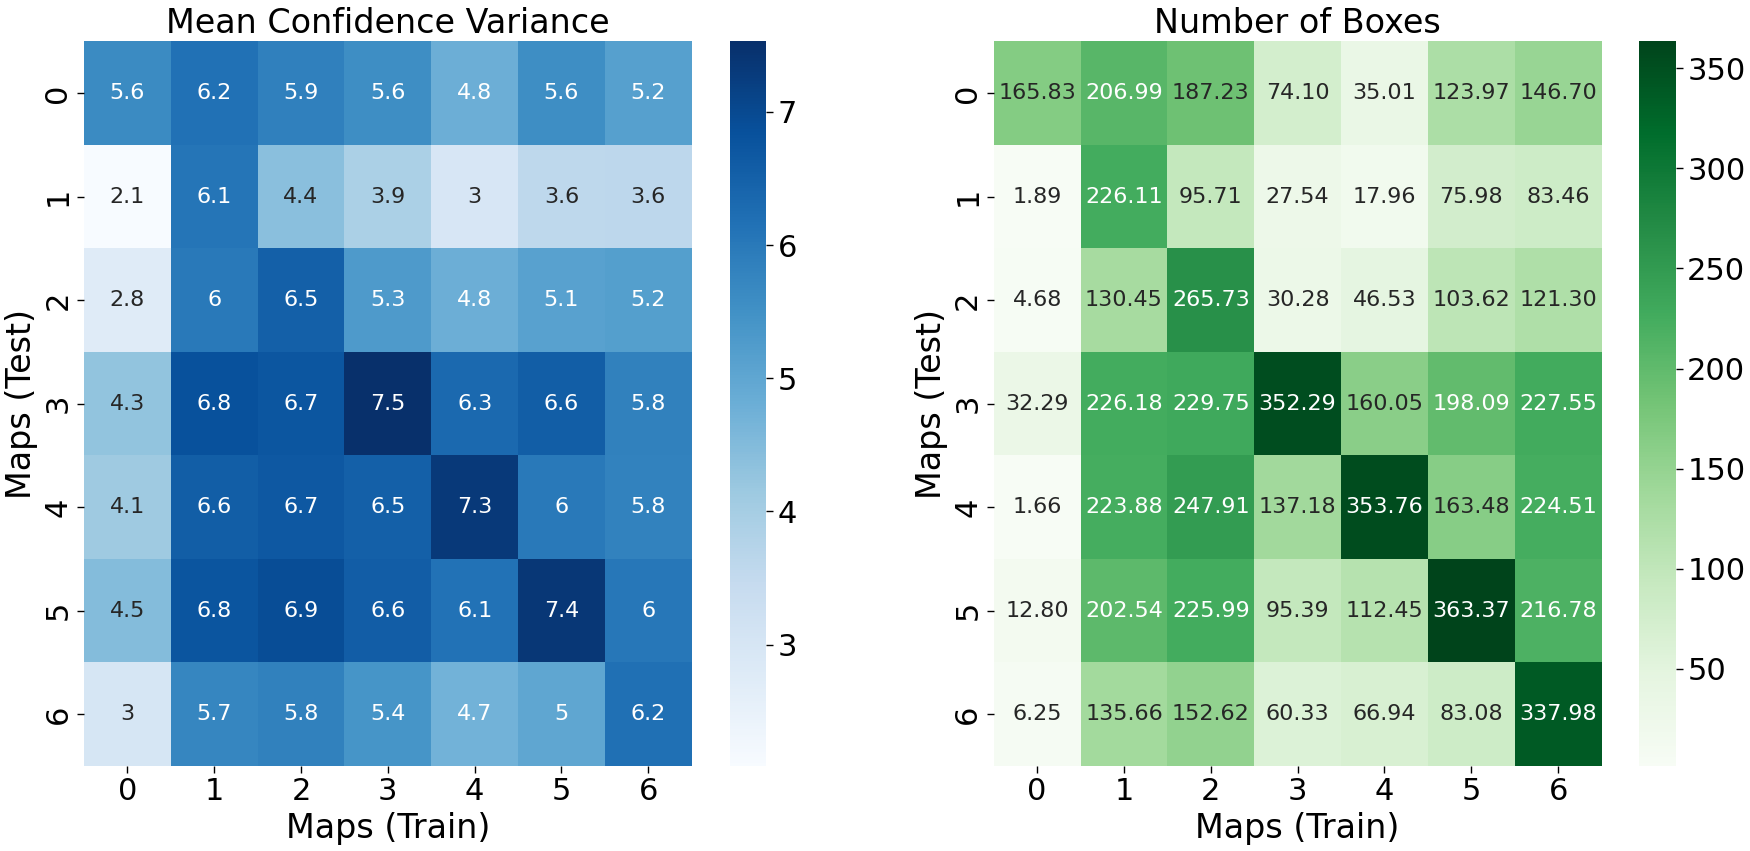 Mean Confidence Variance
0 5.6 6.2 5.9 5.6 4.8 5.6 5.2
1 2.1 6.1 4.4 3.9 3 3.6 3.6
2 2.8 6 6.5 5.3 4.8 5.1 5.2
3 4.3 6.8 6.7 7.5 6.3 6.6 5.8
4 4.1 6.6 6.7 6.5 7.3 6 5.8
5 4.5 6.8 6.9 6.6 6.1 7.4 6
6 3 5.7 5.8 5.4 4.7 5 6.2
0 1 2 3 4 5 6
Maps (Train)
Maps (Test)
7
6
5
4
3
Number of Boxes
0 165.83 206.99 187.23 74.10 35.01 123.97 146.70
1 1.89 226.11 95.71 27.54 17.96 75.98 83.46
2 4.68 130.45 265.73 30.28 46.53 103.62 121.30
3 32.29 226.18 229.75 352.29 160.05 198.09 227.55
4 1.66 223.88 247.91 137.18 353.76 163.48 224.51
5 12.80 202.54 225.99 95.39 112.45 363.37 216.78
6 6.25 135.66 152.62 60.33 66.94 83.08 337.98
0 1 2 3 4 5 6
Maps (Train)
Maps (Test)
350
300
250
200
150
100
50